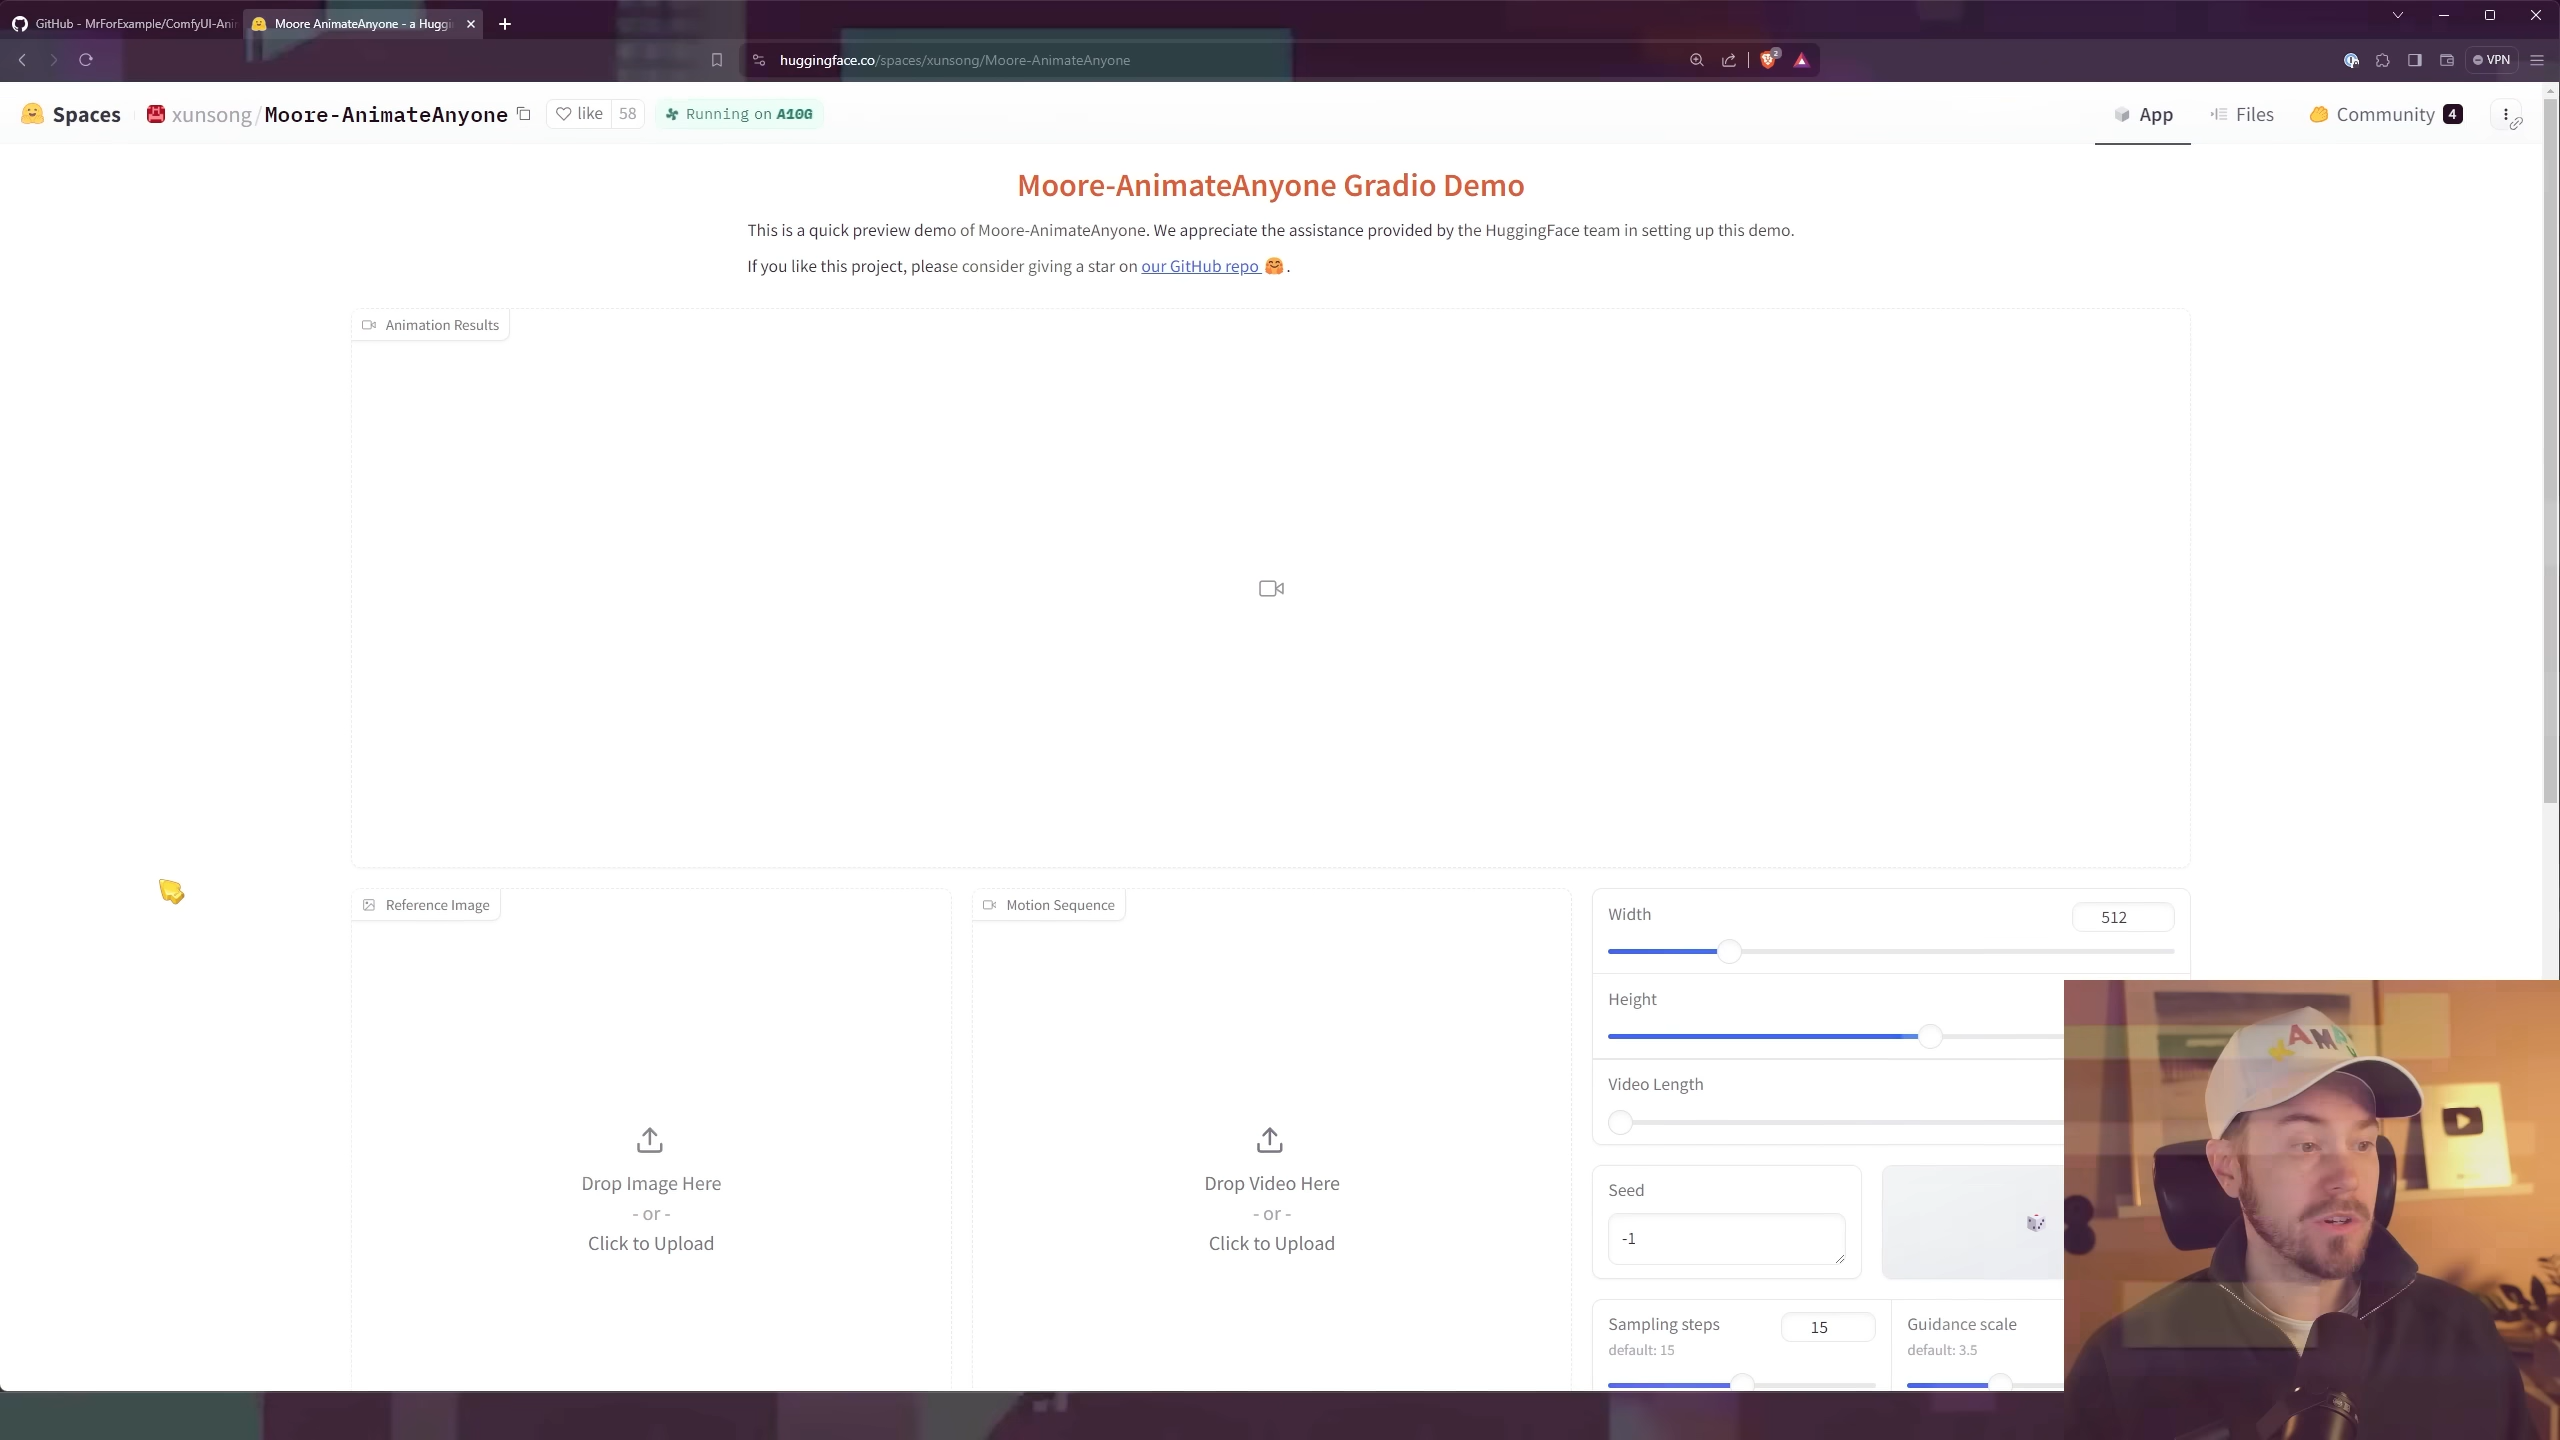 GitHub - MrForExample/ComfyUI-Ani
Moore AnimateAnyone - a Huggi
huggingface.co/spaces/xunsong/Moore-AnimateAnyone
2
VPN
Spaces
xunsong/Moore-AnimateAnyone
like 58
Running on A10G
App
Files
Community 4
Moore-AnimateAnyone Gradio Demo
This is a quick preview demo of Moore-AnimateAnyone. We appreciate the assistance provided by the HuggingFace team in setting up this demo.
If you like this project, please consider giving a star on our GitHub repo 🤗 .
Animation Results
Reference Image
Drop Image Here
- or -
Click to Upload
Motion Sequence
Drop Video Here
- or -
Click to Upload
Width
512
Height
Video Length
Seed
-1
Sampling steps
15
default: 15
Guidance scale
default: 3.5